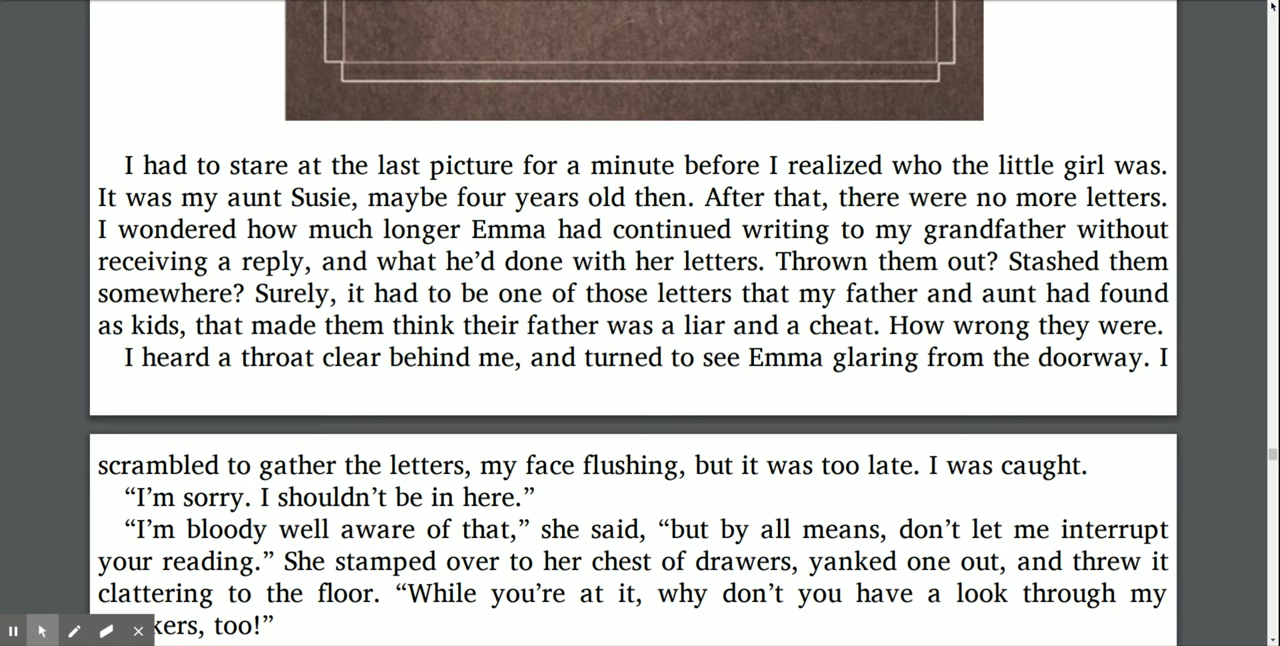 I had to stare at the last picture for a minute before I realized who the little girl was.
It was my aunt Susie, maybe four years old then. After that, there were no more letters.
I wondered how much longer Emma had continued writing to my grandfather without
receiving a reply, and what he’d done with her letters. Thrown them out? Stashed them
somewhere? Surely, it had to be one of those letters that my father and aunt had found
as kids, that made them think their father was a liar and a cheat. How wrong they were.
I heard a throat clear behind me, and turned to see Emma glaring from the doorway. I
scrambled to gather the letters, my face flushing, but it was too late. I was caught.
“I’m sorry. I shouldn’t be in here.”
“I’m bloody well aware of that,” she said, “but by all means, don’t let me interrupt
your reading.” She stamped over to her chest of drawers, yanked one out, and threw it
clattering to the floor. “While you’re at it, why don’t you have a look through my
kers, too!”